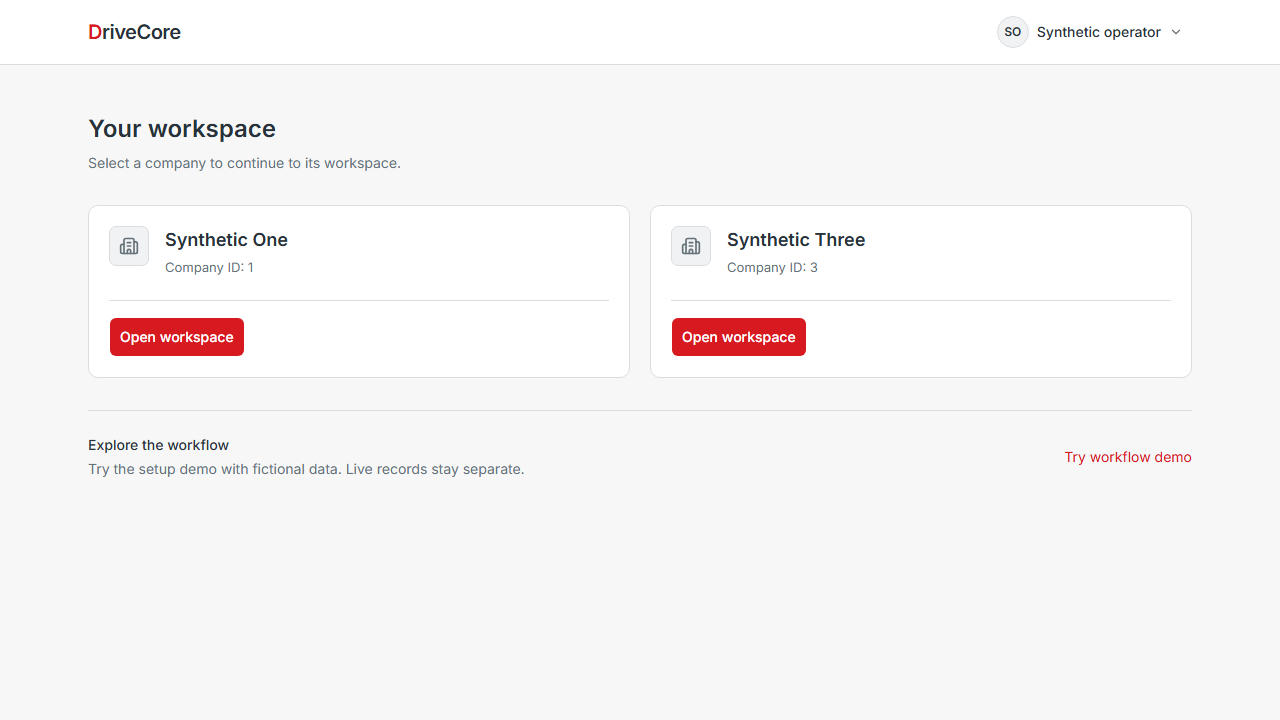 DriveCore
SO Synthetic operator
Your workspace
Select a company to continue to its workspace.
Synthetic One
Company ID: 1
Open workspace
Synthetic Three
Company ID: 3
Open workspace
Explore the workflow
Try the setup demo with fictional data. Live records stay separate.
Try workflow demo